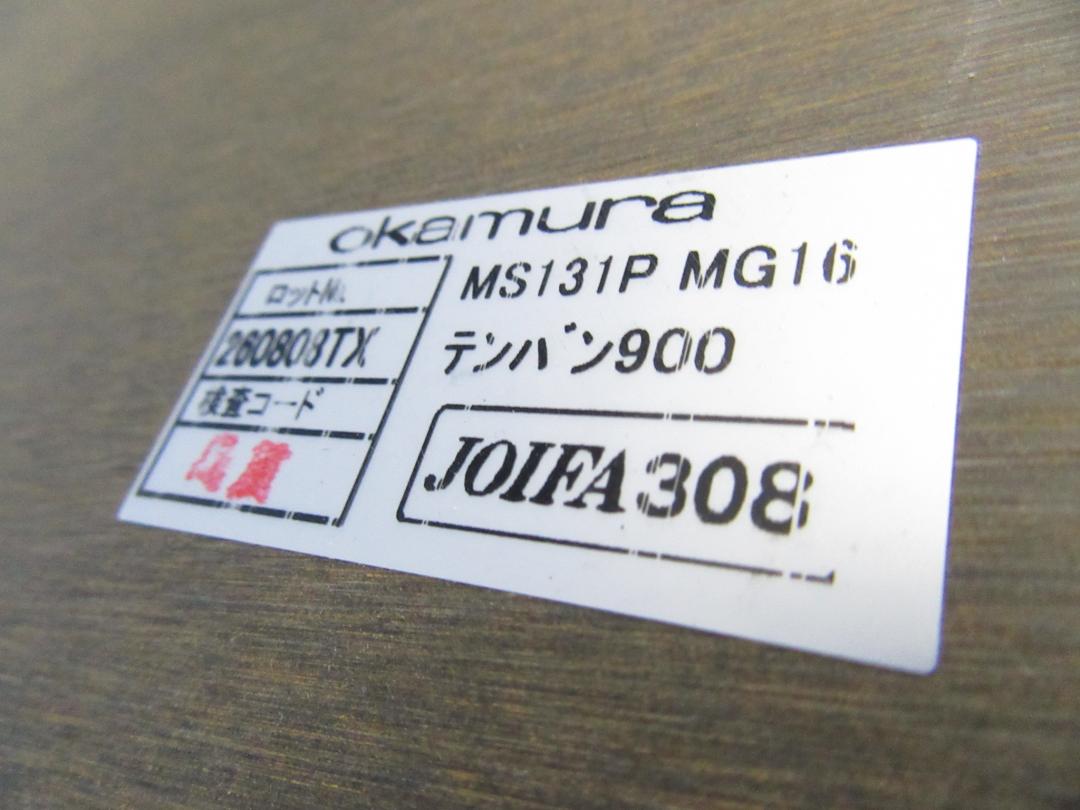 okamura
MS131P MG16
テンバン900
JOIFA308
ロットNo.
260808TX
検査コード